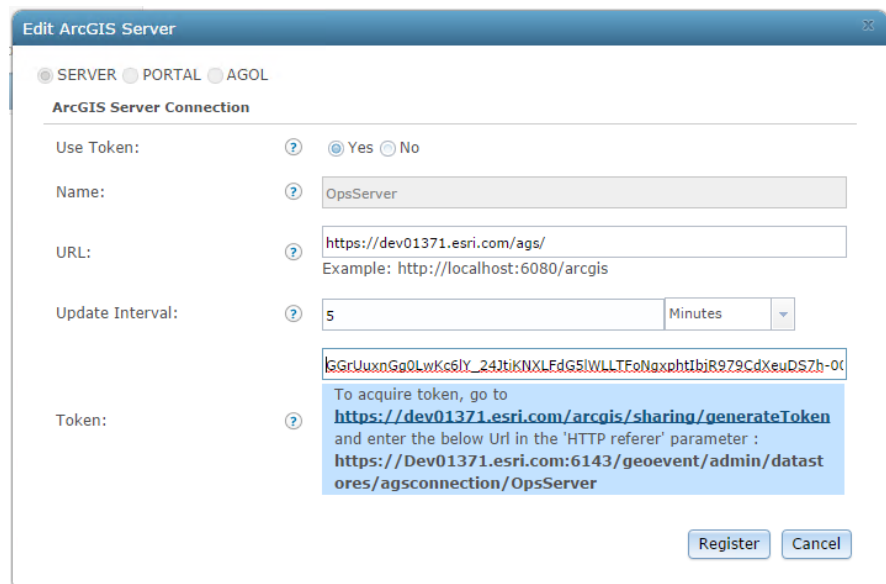 Edit ArcGIS Server
SERVER PORTAL AGOL
ArcGIS Server Connection
Use Token: ? Yes No
Name: ? OpsServer
URL: ? https://dev01371.esri.com/ags/
Example: http://localhost:6080/arcgis
Update Interval: ? 5 Minutes
GGrUuxnGg0LwKc6lY_24JtiKNXLFdG5lWLLTFoNgxphtIbjR979CdXeuDS7h-0(
To acquire token, go to
https://dev01371.esri.com/arcgis/sharing/generateToken
Token: ? and enter the below Url in the 'HTTP referer' parameter :
https://Dev01371.esri.com:6143/geoevent/admin/datast
ores/agsconnection/OpsServer
Register Cancel